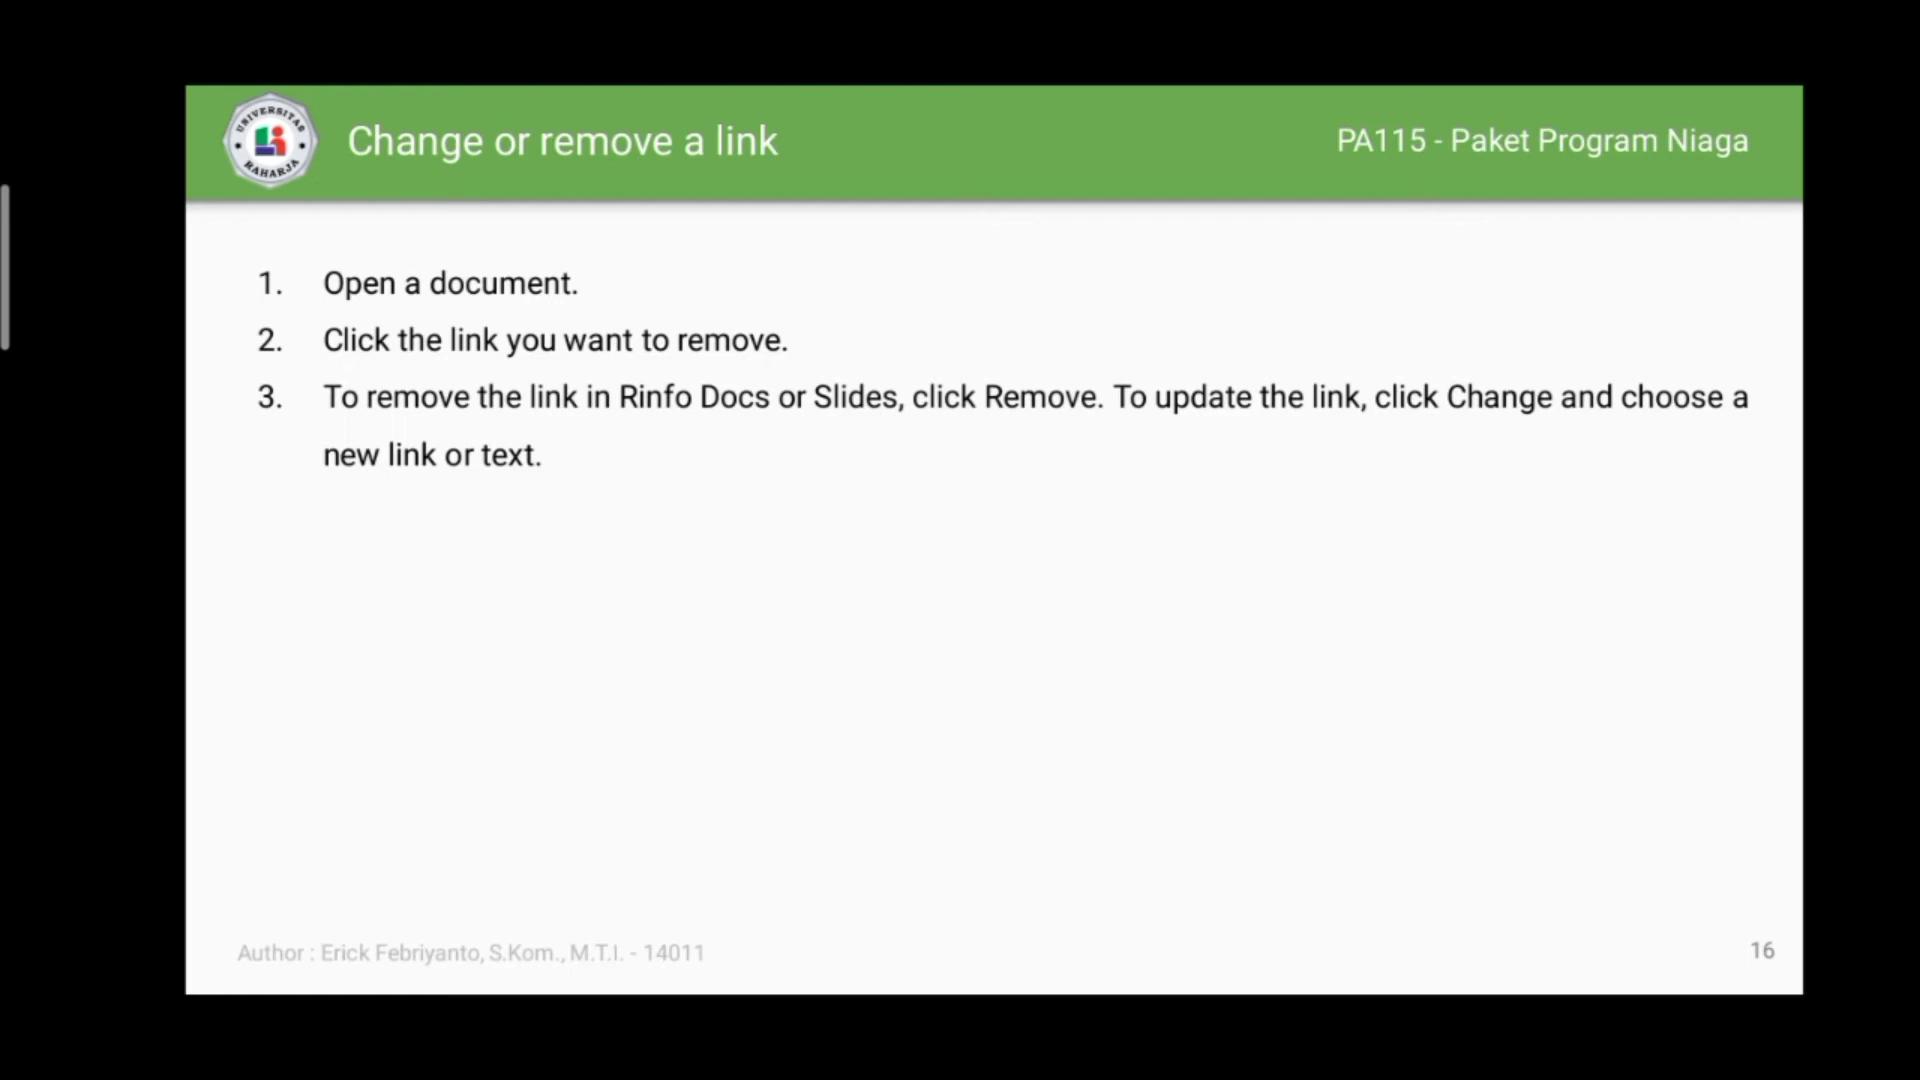 UNIVERSITAS
RAHARJA
Change or remove a link
PA115 - Paket Program Niaga
1. Open a document.
2. Click the link you want to remove.
3. To remove the link in Rinfo Docs or Slides, click Remove. To update the link, click Change and choose a
new link or text.
Author : Erick Febriyanto, S.Kom., M.T.I. - 14011
16